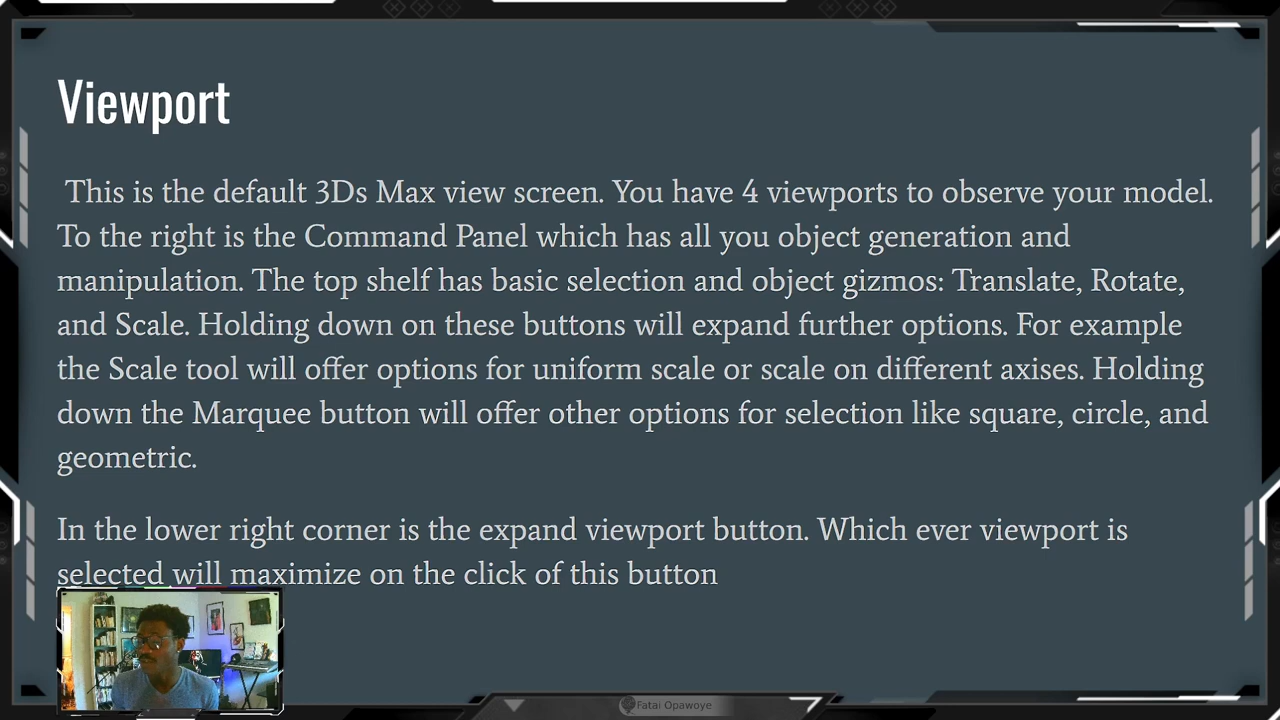 Viewport
This is the default 3Ds Max view screen. You have 4 viewports to observe your model.
To the right is the Command Panel which has all you object generation and
manipulation. The top shelf has basic selection and object gizmos: Translate, Rotate,
and Scale. Holding down on these buttons will expand further options. For example
the Scale tool will offer options for uniform scale or scale on different axises. Holding
down the Marquee button will offer other options for selection like square, circle, and
geometric.
In the lower right corner is the expand viewport button. Which ever viewport is
selected will maximize on the click of this button
Fatai Opawoye